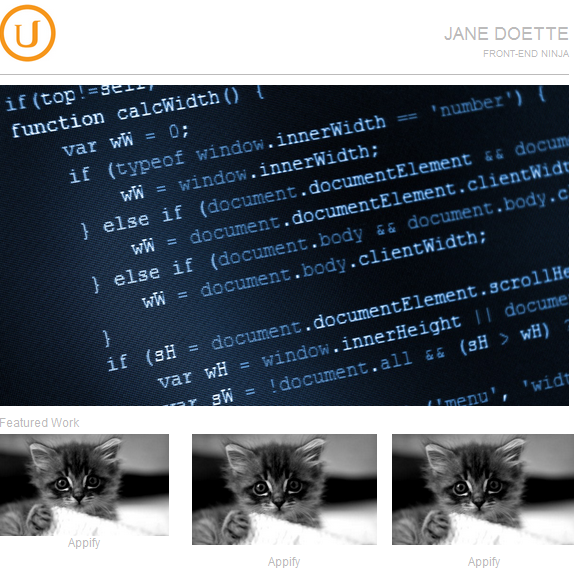 U
JANE DOETTE
FRONT-END NINJA
if(top!=self,
function calcWidth() {
var wW = 0;
if (typeof window.innerWidth == 'number') {
wW = window.innerWidth;
} else if (document.documentElement && docum
wW = document.documentElement.clientWidt
} else if (document.body && document.body.c
wW = document.body.clientWidth;
}
if (sH = document.documentElement.scrollHe
var wH = window.innerHeight || docume
var sW = !document.all && (sH > wH) ?
('menu', 'widt
Featured Work
Appify
Appify
Appify